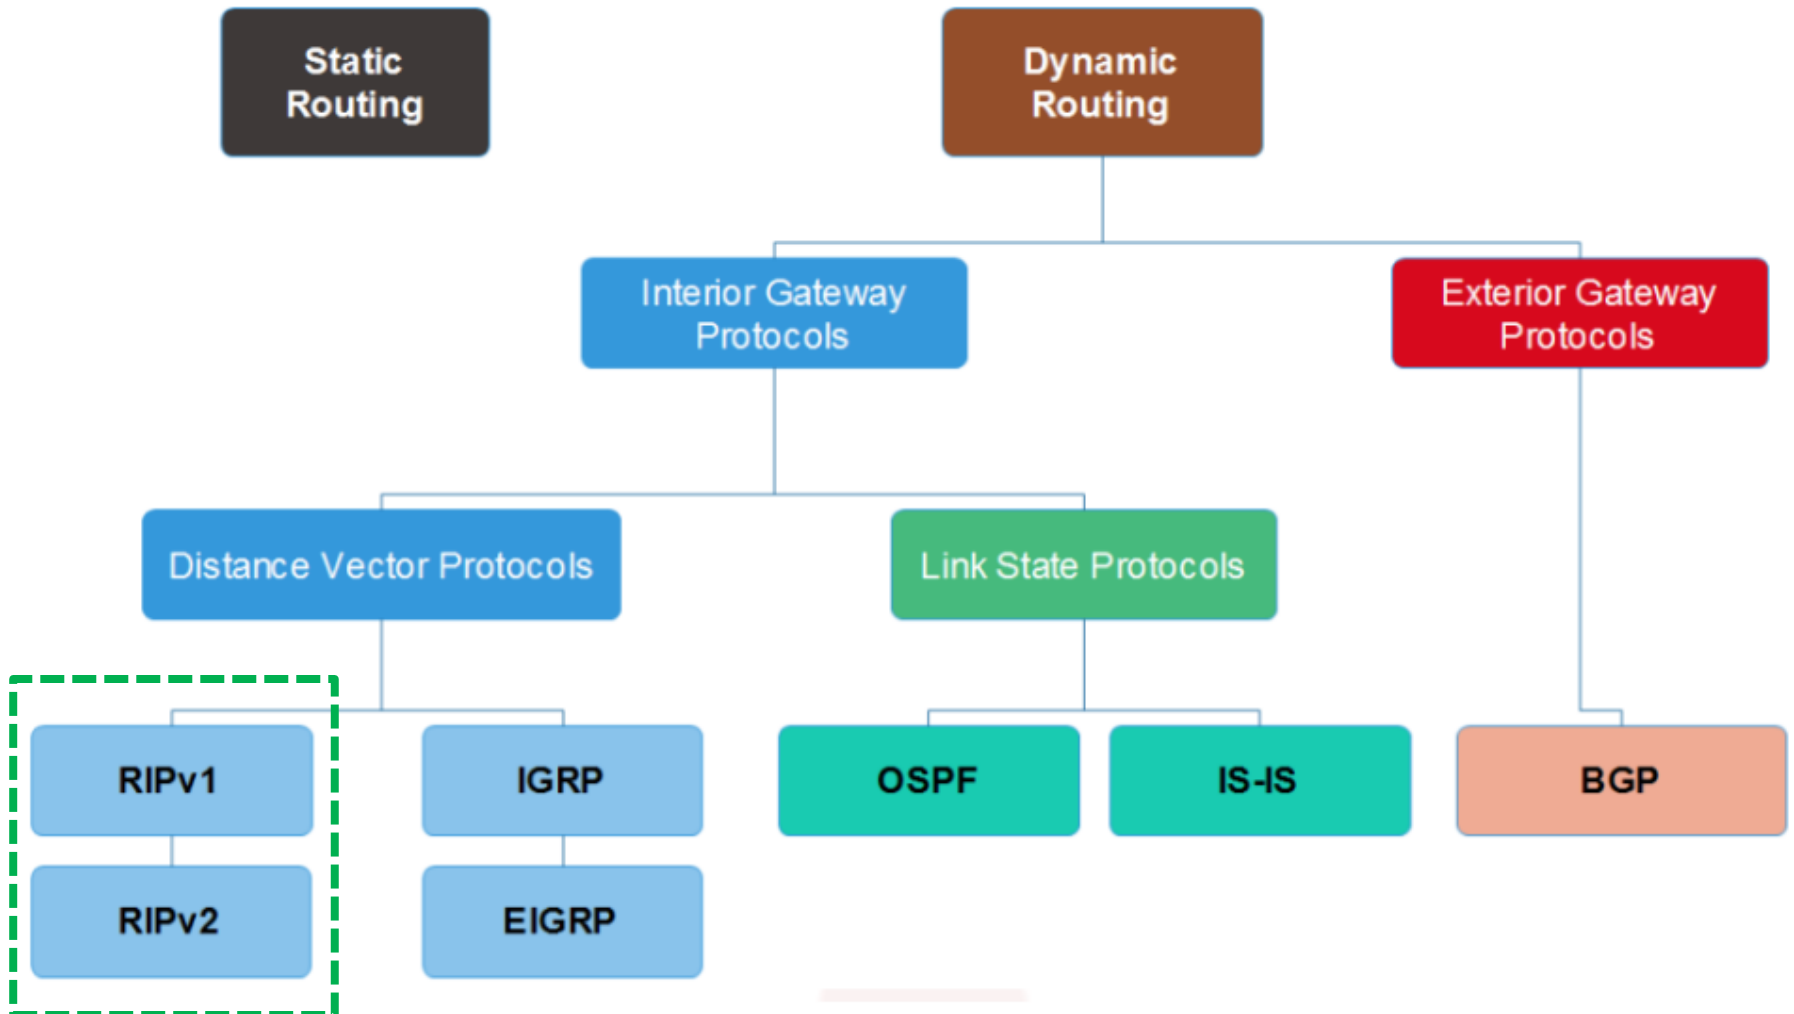 Static
Routing
Dynamic
Routing
Interior Gateway
Protocols
Exterior Gateway
Protocols
Distance Vector Protocols
Link State Protocols
RIPv1
IGRP
OSPF
IS-IS
BGP
RIPv2
EIGRP